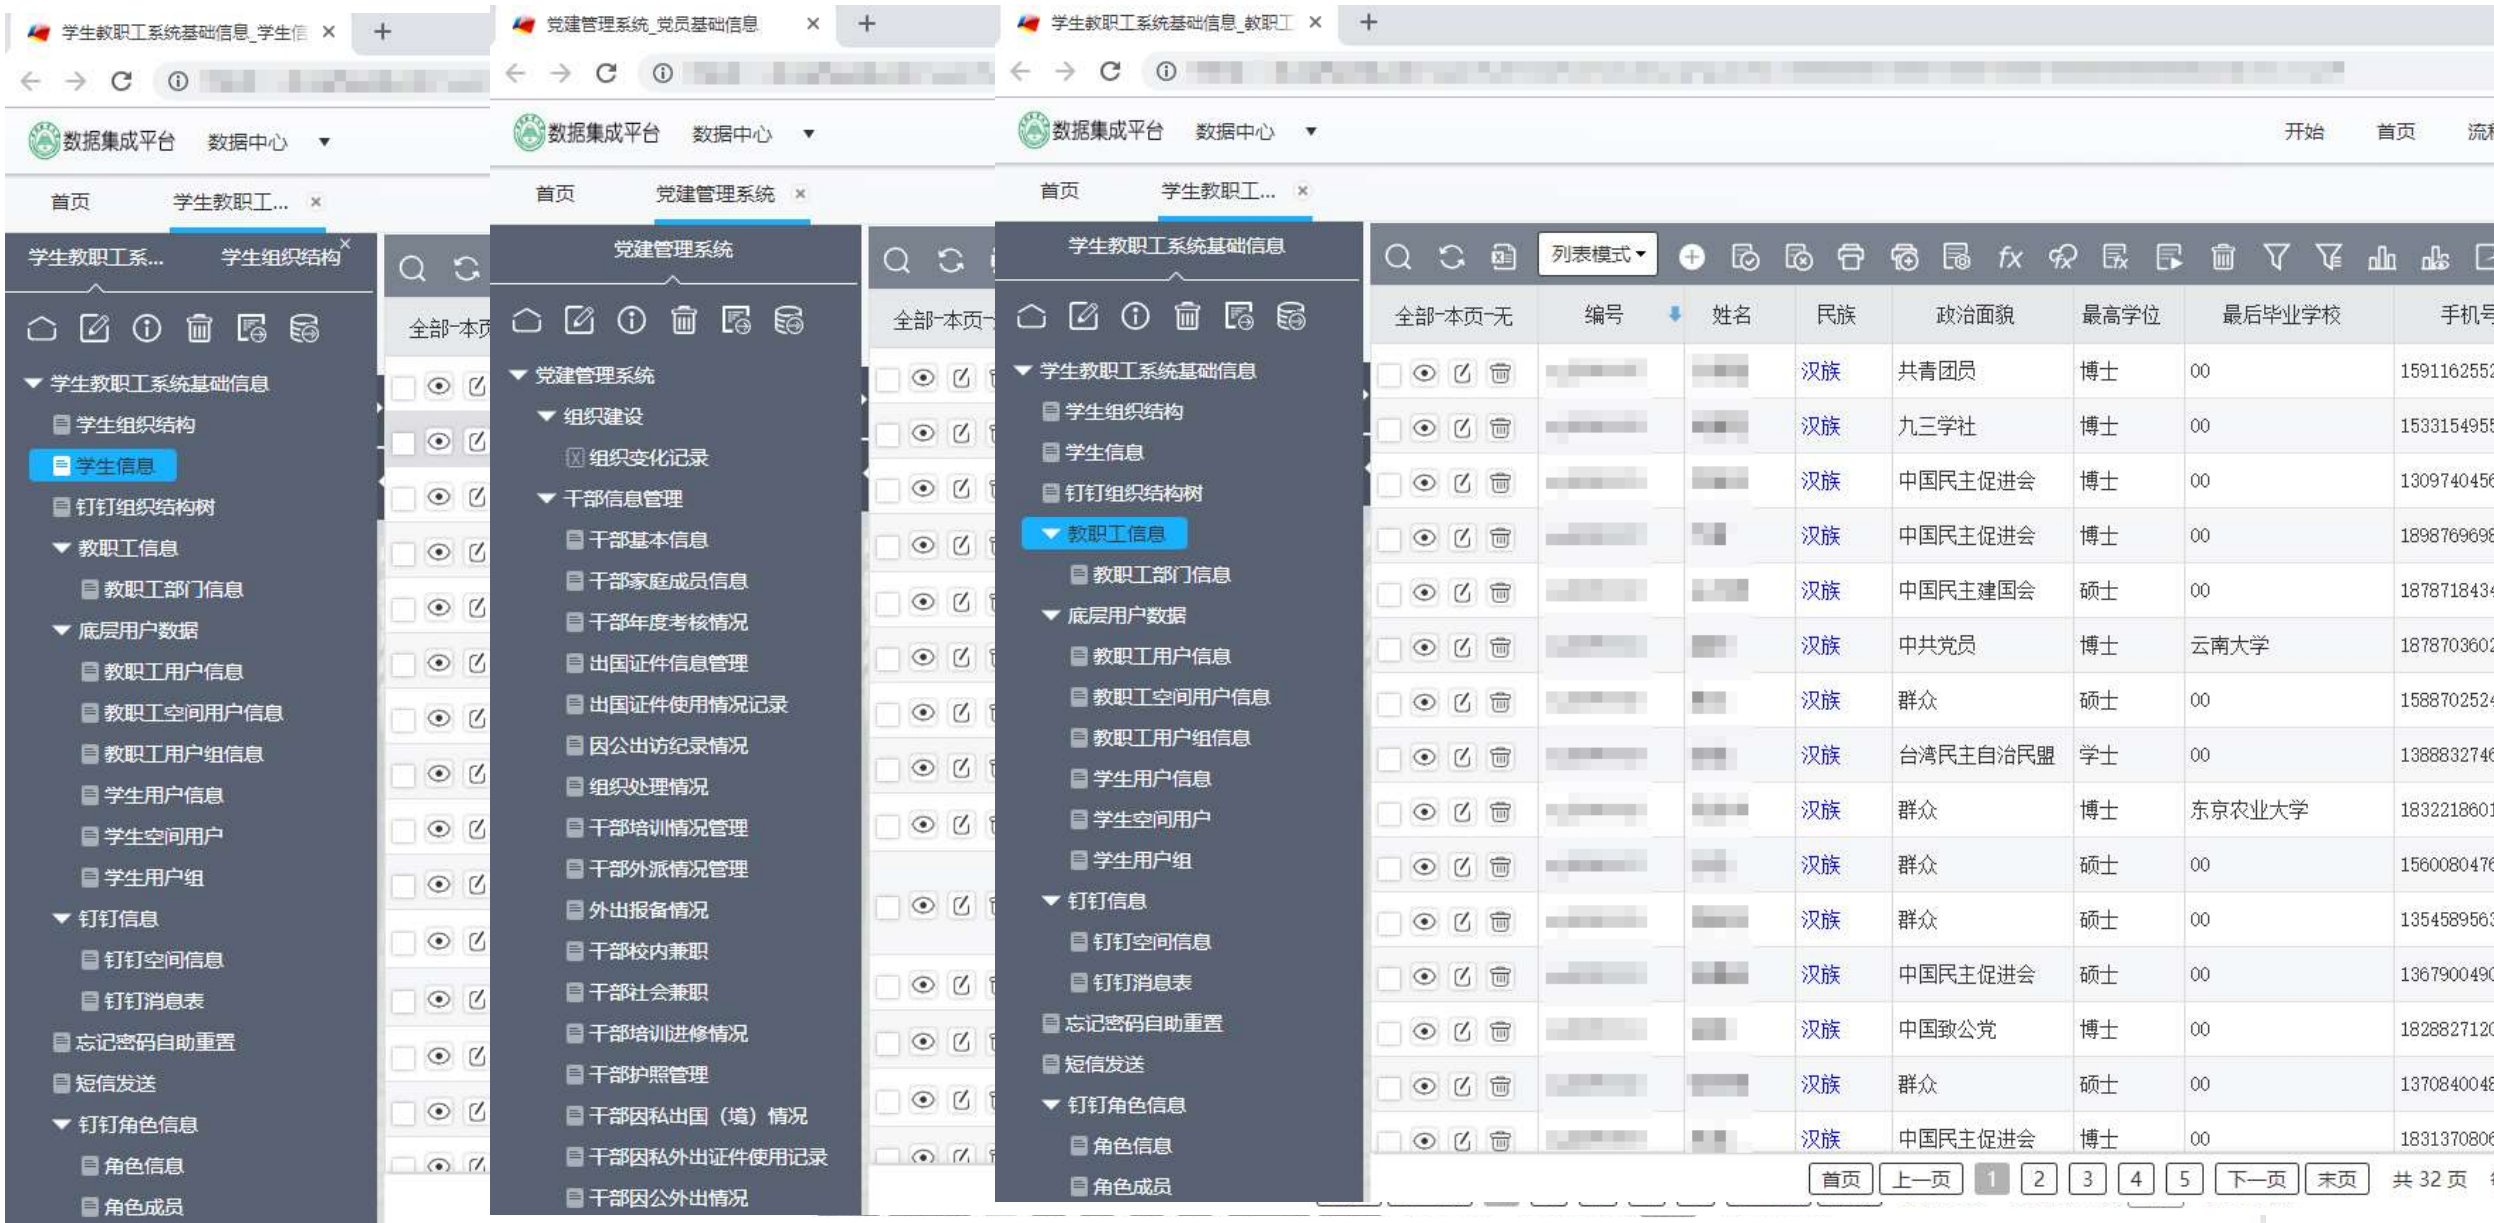 学生教职工系统基础信息_学生信
数据集成平台 数据中心
首页 学生教职工...
学生教职工系... 学生组织结构
全部-本页
学生教职工系统基础信息
学生组织结构
学生信息
钉钉组织结构树
教职工信息
教职工部门信息
底层用户数据
教职工用户信息
教职工空间用户信息
教职工用户组信息
学生用户信息
学生空间用户
学生用户组
钉钉信息
钉钉空间信息
钉钉消息表
忘记密码自助重置
短信发送
钉钉角色信息
角色信息
角色成员
党建管理系统_党员基础信息
数据集成平台 数据中心
首页 党建管理系统
党建管理系统
全部-本页-
党建管理系统
组织建设
组织变化记录
干部信息管理
干部基本信息
干部家庭成员信息
干部年度考核情况
出国证件信息管理
出国证件使用情况记录
因公出访纪录情况
组织处理情况
干部培训情况管理
干部外派情况管理
外出报备情况
干部校内兼职
干部社会兼职
干部培训进修情况
干部护照管理
干部因私出国（境）情况
干部因私外出证件使用记录
干部因公外出情况
学生教职工系统基础信息_教职工
数据集成平台 数据中心 开始 首页 流程
首页 学生教职工...
学生教职工系统基础信息
列表模式
学生教职工系统基础信息
学生组织结构
学生信息
钉钉组织结构树
教职工信息
教职工部门信息
底层用户数据
教职工用户信息
教职工空间用户信息
教职工用户组信息
学生用户信息
学生空间用户
学生用户组
钉钉信息
钉钉空间信息
钉钉消息表
忘记密码自助重置
短信发送
钉钉角色信息
角色信息
角色成员
全部-本页-无 编号 姓名 民族 政治面貌 最高学位 最后毕业学校 手机号
汉族 共青团员 博士 00 1591162552
汉族 九三学社 博士 00 1533154955
汉族 中国民主促进会 博士 00 1309740456
汉族 中国民主促进会 博士 00 1898769698
汉族 中国民主建国会 硕士 00 1878718434
汉族 中共党员 博士 云南大学 1878703602
汉族 群众 硕士 00 1588702524
汉族 台湾民主自治民盟 学士 00 1388832746
汉族 群众 博士 东京农业大学 1832218601
汉族 群众 硕士 00 1560080476
汉族 群众 硕士 00 1354589563
汉族 中国民主促进会 硕士 00 1367900490
汉族 中国致公党 博士 00 1828827120
汉族 群众 硕士 00 1370840048
汉族 中国民主促进会 博士 00 1831370806
首页 上一页 1 2 3 4 5 下一页 末页 共 32 页